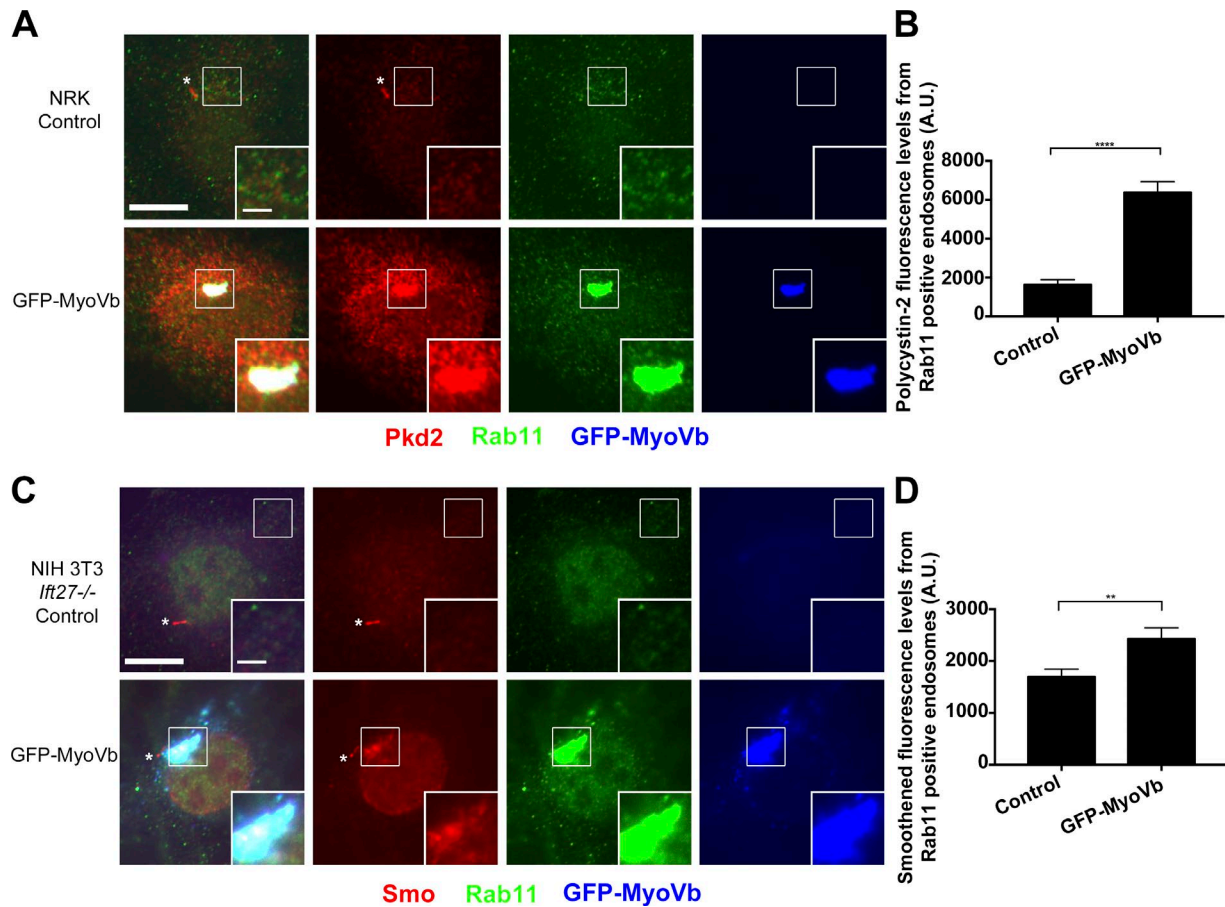 A
NRK
Control
*
*
GFP-MyoVb
Pkd2 Rab11 GFP-MyoVb
B
Polycystin-2 fluorescence levels from
Rab11 positive endosomes (A.U.)
8000
6000
4000
2000
0
****
Control
GFP-MyoVb
C
NIH 3T3
Ift27-/-
Control
*
*
GFP-MyoVb
*
*
Smo Rab11 GFP-MyoVb
D
Smoothened fluorescence levels from
Rab11 positive endosomes (A.U.)
3000
2000
1000
0
**
Control
GFP-MyoVb